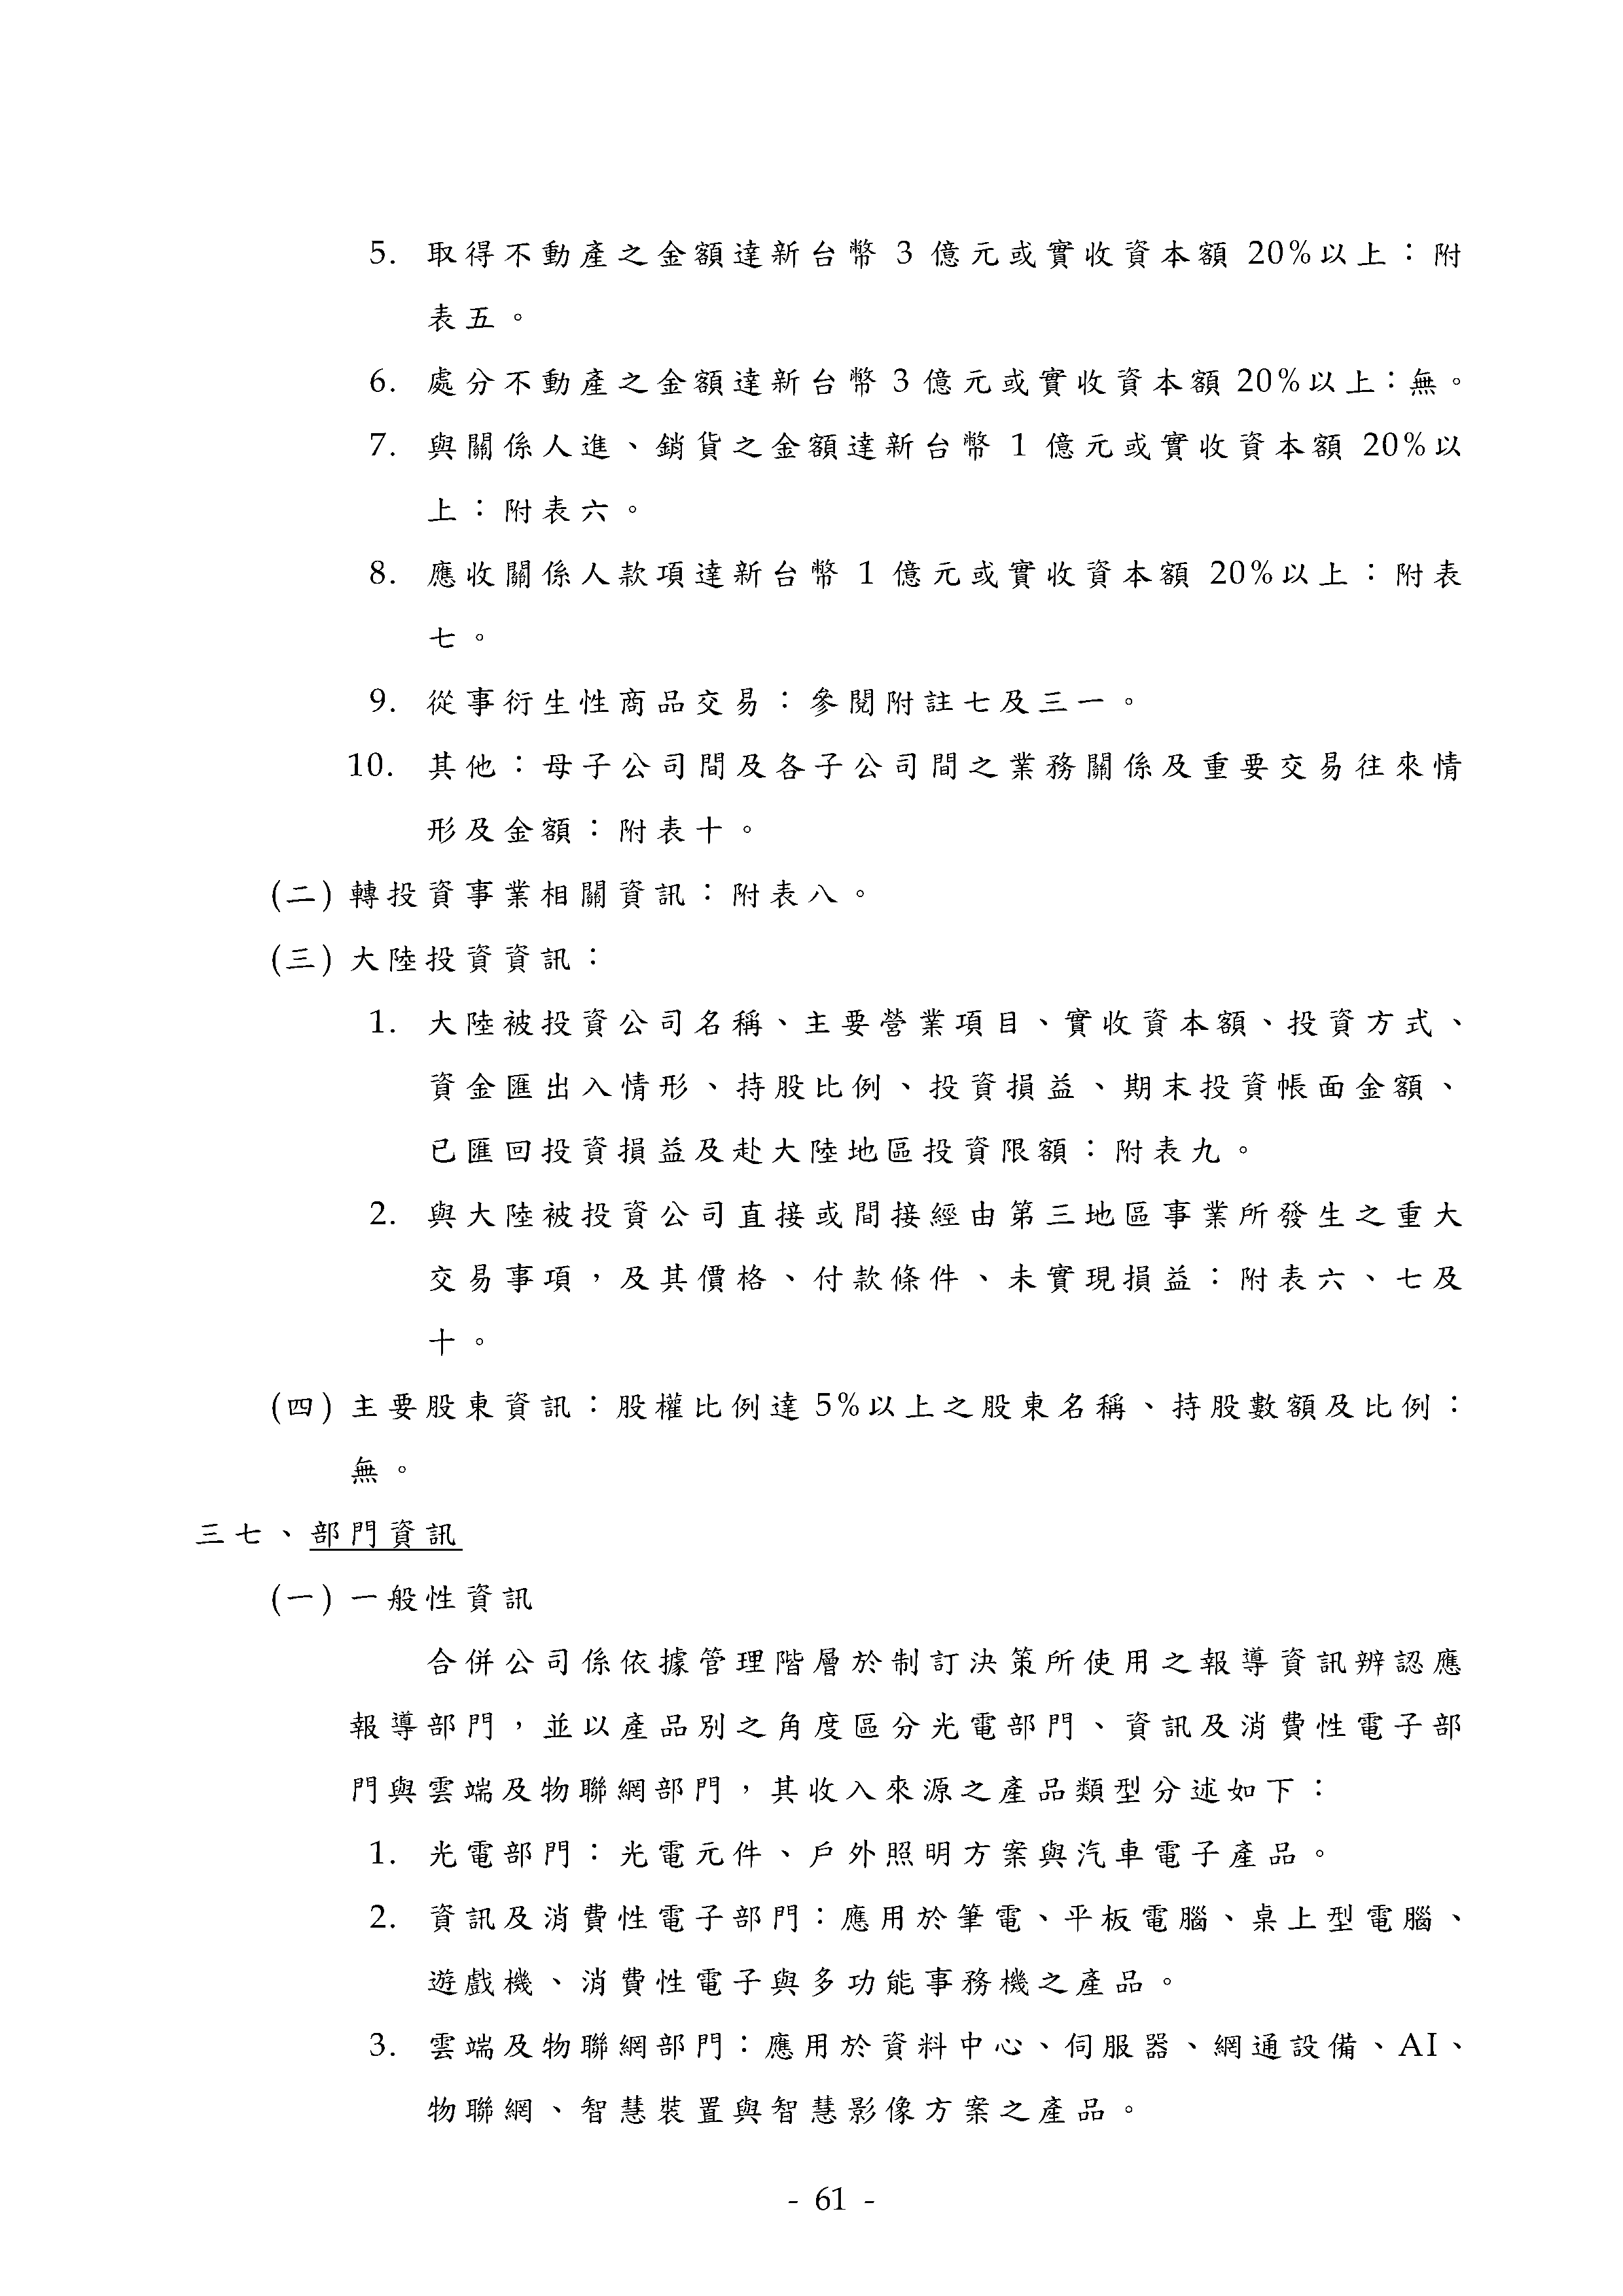 5. 取得不動產之金額達新台幣 3 億元或實收資本額 20%以上：附
表五。
6. 處分不動產之金額達新台幣 3 億元或實收資本額 20%以上：無。
7. 與關係人進、銷貨之金額達新台幣 1 億元或實收資本額 20%以
上：附表六。
8. 應收關係人款項達新台幣 1 億元或實收資本額 20%以上：附表
七。
9. 從事衍生性商品交易：參閱附註七及三一。
10. 其他：母子公司間及各子公司間之業務關係及重要交易往來情
形及金額：附表十。
(二) 轉投資事業相關資訊：附表八。
(三) 大陸投資資訊：
1. 大陸被投資公司名稱、主要營業項目、實收資本額、投資方式、
資金匯出入情形、持股比例、投資損益、期末投資帳面金額、
已匯回投資損益及赴大陸地區投資限額：附表九。
2. 與大陸被投資公司直接或間接經由第三地區事業所發生之重大
交易事項，及其價格、付款條件、未實現損益：附表六、七及
十。
(四) 主要股東資訊：股權比例達 5%以上之股東名稱、持股數額及比例：
無。
三七、部門資訊
(一) 一般性資訊
合併公司係依據管理階層於制訂決策所使用之報導資訊辨認應
報導部門，並以產品別之角度區分光電部門、資訊及消費性電子部
門與雲端及物聯網部門，其收入來源之產品類型分述如下：
1. 光電部門：光電元件、戶外照明方案與汽車電子產品。
2. 資訊及消費性電子部門：應用於筆電、平板電腦、桌上型電腦、
遊戲機、消費性電子與多功能事務機之產品。
3. 雲端及物聯網部門：應用於資料中心、伺服器、網通設備、AI、
物聯網、智慧裝置與智慧影像方案之產品。
- 61 -